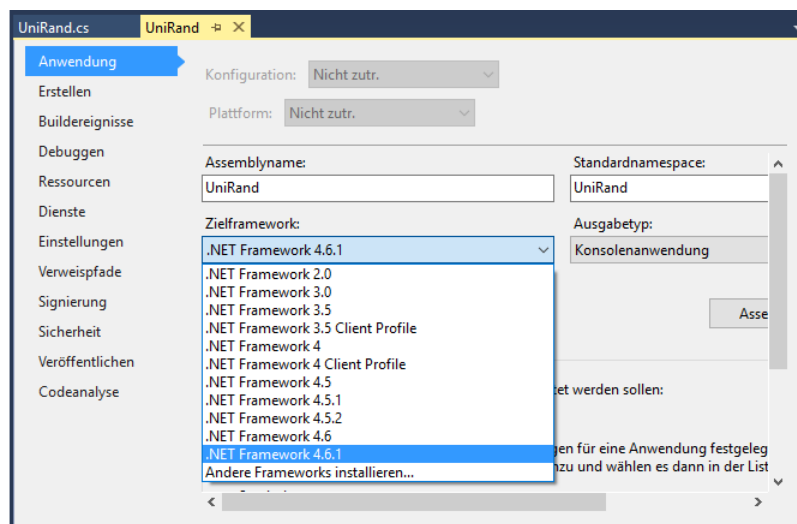 UniRand.cs UniRand
Anwendung
Erstellen
Buildereignisse
Debuggen
Ressourcen
Dienste
Einstellungen
Verweispfade
Signierung
Sicherheit
Veröffentlichen
Codeanalyse
Konfiguration: Nicht zutr.
Plattform: Nicht zutr.
Assemblyname: Standardnamespace:
UniRand UniRand
Zielframework: Ausgabetyp:
.NET Framework 4.6.1 Konsolenanwendung
.NET Framework 2.0
.NET Framework 3.0
.NET Framework 3.5
.NET Framework 3.5 Client Profile
.NET Framework 4
.NET Framework 4 Client Profile
.NET Framework 4.5
.NET Framework 4.5.1
.NET Framework 4.5.2
.NET Framework 4.6
.NET Framework 4.6.1
Andere Frameworks installieren...
Asse
tet werden sollen:
gen für eine Anwendung festgeleg
nzu und wählen es dann in der List